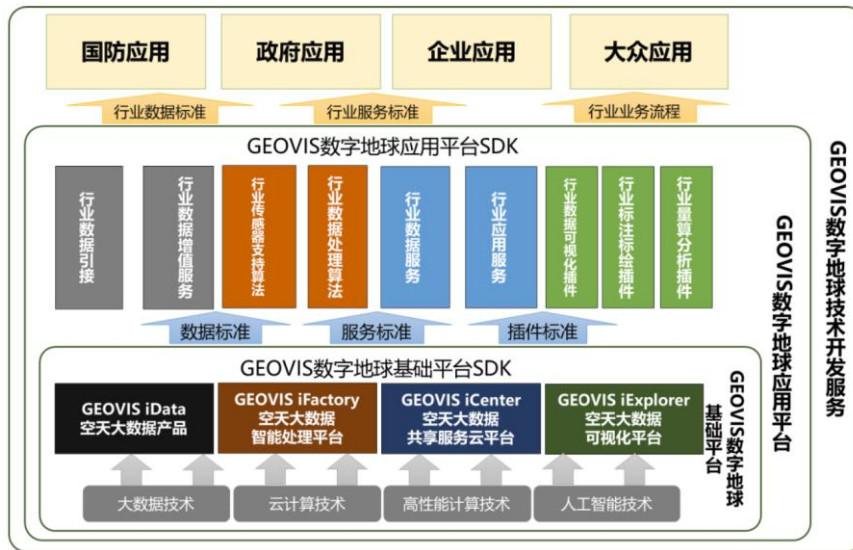 国防应用
政府应用
企业应用
大众应用
行业数据标准
行业服务标准
行业业务流程
GEOVIS数字地球应用平台SDK
行业数据引接
行业数据增值服务
行业传感器支持算法
行业数据处理算法
行业数据服务
行业应用服务
行业数据可视化插件
行业标注标绘插件
行业量算分析插件
数据标准
服务标准
插件标准
GEOVIS数字地球基础平台SDK
GEOVIS iData
空天大数据产品
GEOVIS iFactory
空天大数据
智能处理平台
GEOVIS iCenter
空天大数据
共享服务云平台
GEOVIS iExplorer
空天大数据
可视化平台
大数据技术
云计算技术
高性能计算技术
人工智能技术
GEOVIS数字地球
基础平台
GEOVIS数字地球应用平台
GEOVIS数字地球技术开发服务